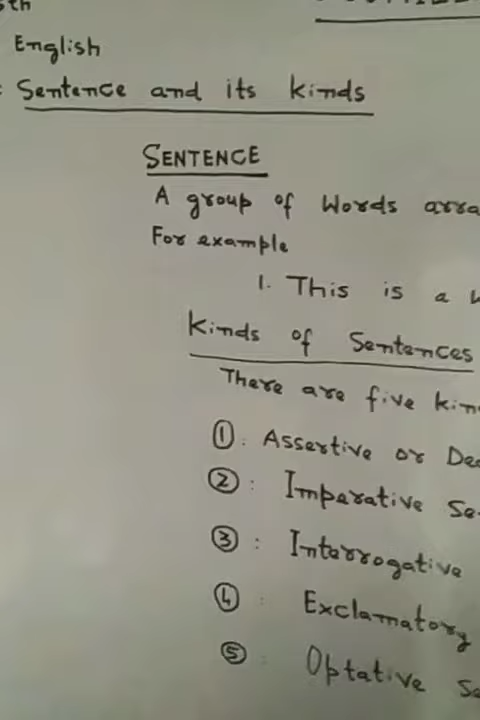 English
Sentence and its kinds
SENTENCE
A group of Words
For example
1. This is a
Kinds of Sentences
There are five
① : Assertive or
② : Imperative
③ : Interrogative
④ : Exclamatory
⑤ : Optative